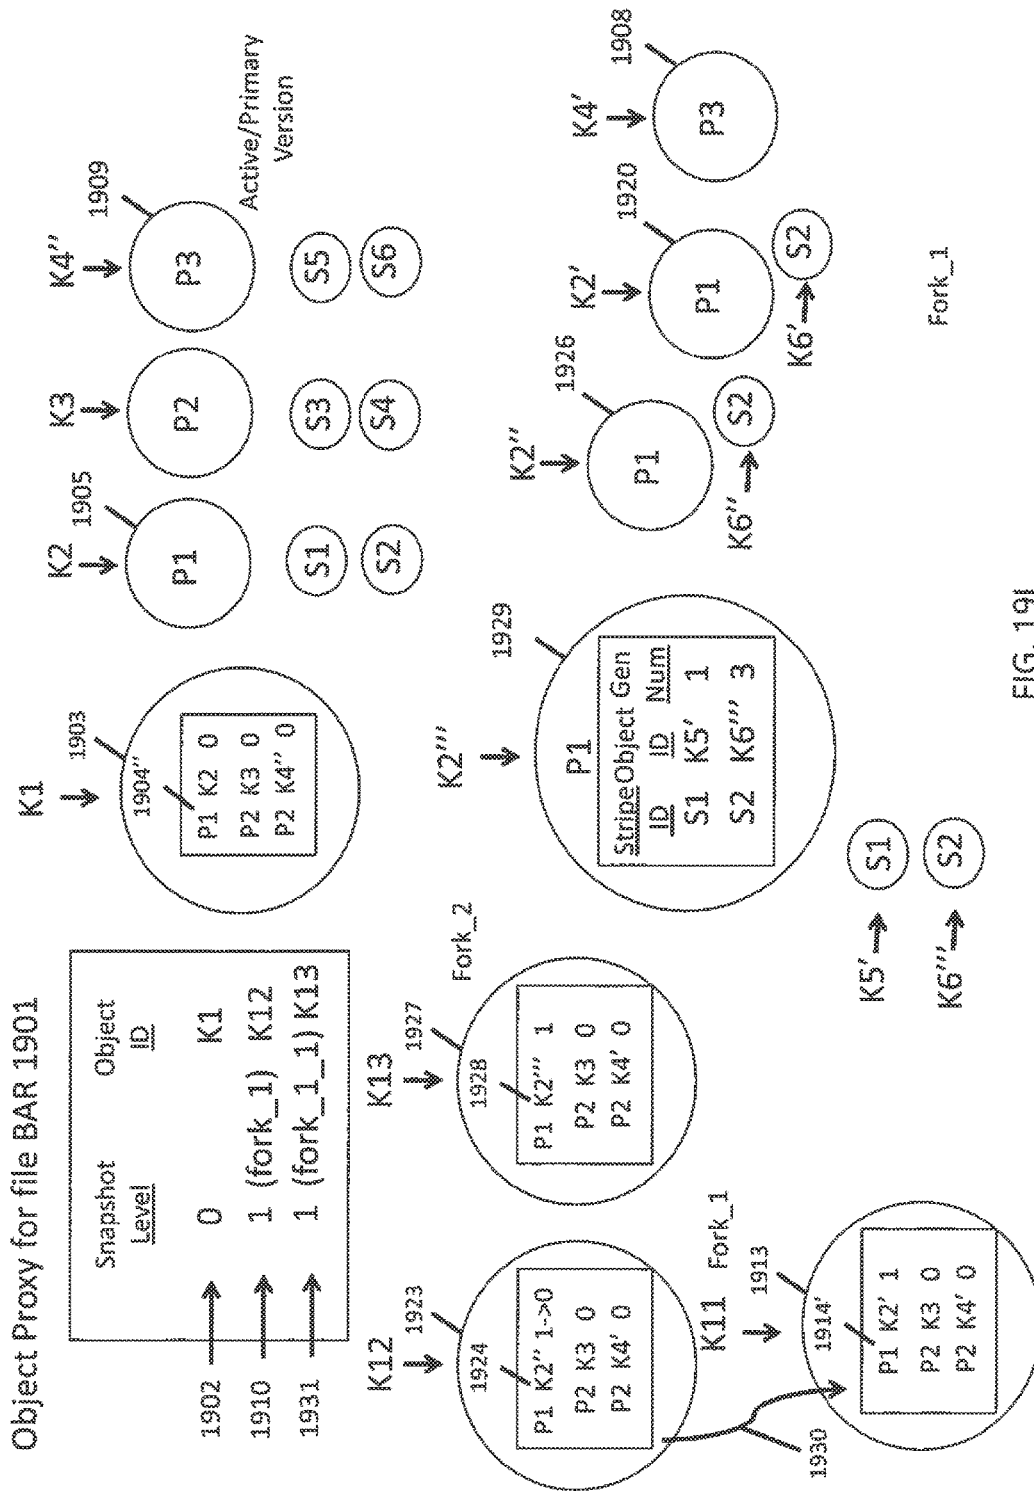 Object Proxy for file BAR 1901
Snapshot Level
Object ID
0 K1
1 (fork_1) K12
1 (fork_1_1) K13
1902
1910
1931
K1
1903
1904''
P1 K2 0
P2 K3 0
P2 K4'' 0
K2
1905
P1
S1
S2
K3
P2
S3
S4
K4''
1909
P3
S5
S6
Active/Primary
Version
K12
1923
1924
P1 K2'' 1->0
P2 K3 0
P2 K4' 0
K13
1927
1928
Fork_2
P1 K2''' 1
P2 K3 0
P2 K4' 0
K2'''
1929
P1
Stripe Object Gen
ID ID Num
S1 K5' 1
S2 K6''' 3
K2''
1926
P1
K6''
S2
K2'
1920
P1
K6'
S2
K4'
1908
P3
Fork_1
K11
Fork_1
1913
1914'
P1 K2' 1
P2 K3 0
P2 K4' 0
1930
K5'
S1
K6'''
S2